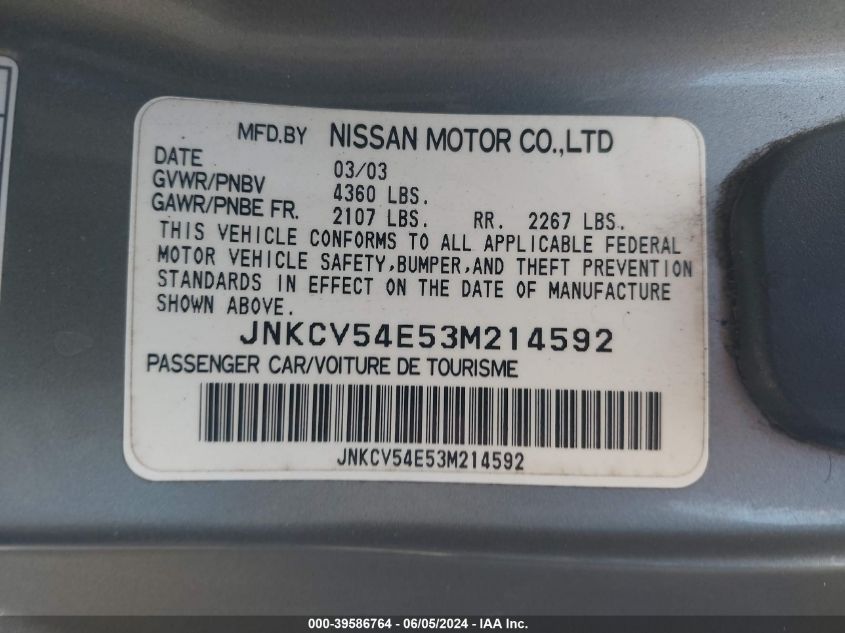 MFD.BY NISSAN MOTOR CO.,LTD
DATE 03/03
GVWR/PNBV 4360 LBS.
GAWR/PNBE FR. 2107 LBS. RR. 2267 LBS.
THIS VEHICLE CONFORMS TO ALL APPLICABLE FEDERAL
MOTOR VEHICLE SAFETY,BUMPER,AND THEFT PREVENTION
STANDARDS IN EFFECT ON THE DATE OF MANUFACTURE
SHOWN ABOVE.
JNKCV54E53M214592
PASSENGER CAR/VOITURE DE TOURISME
JNKCV54E53M214592
000-39586764 - 06/05/2024 - IAA Inc.